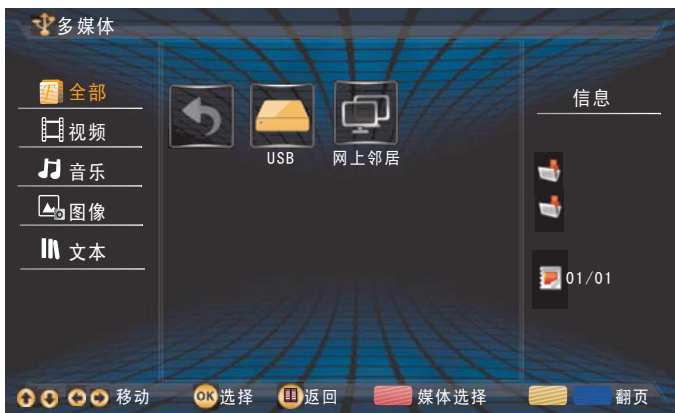 多媒体
全部
视频
音乐
图像
文本
USB
网上邻居
信息
01/01
移动 OK 选择 返回 媒体选择 翻页